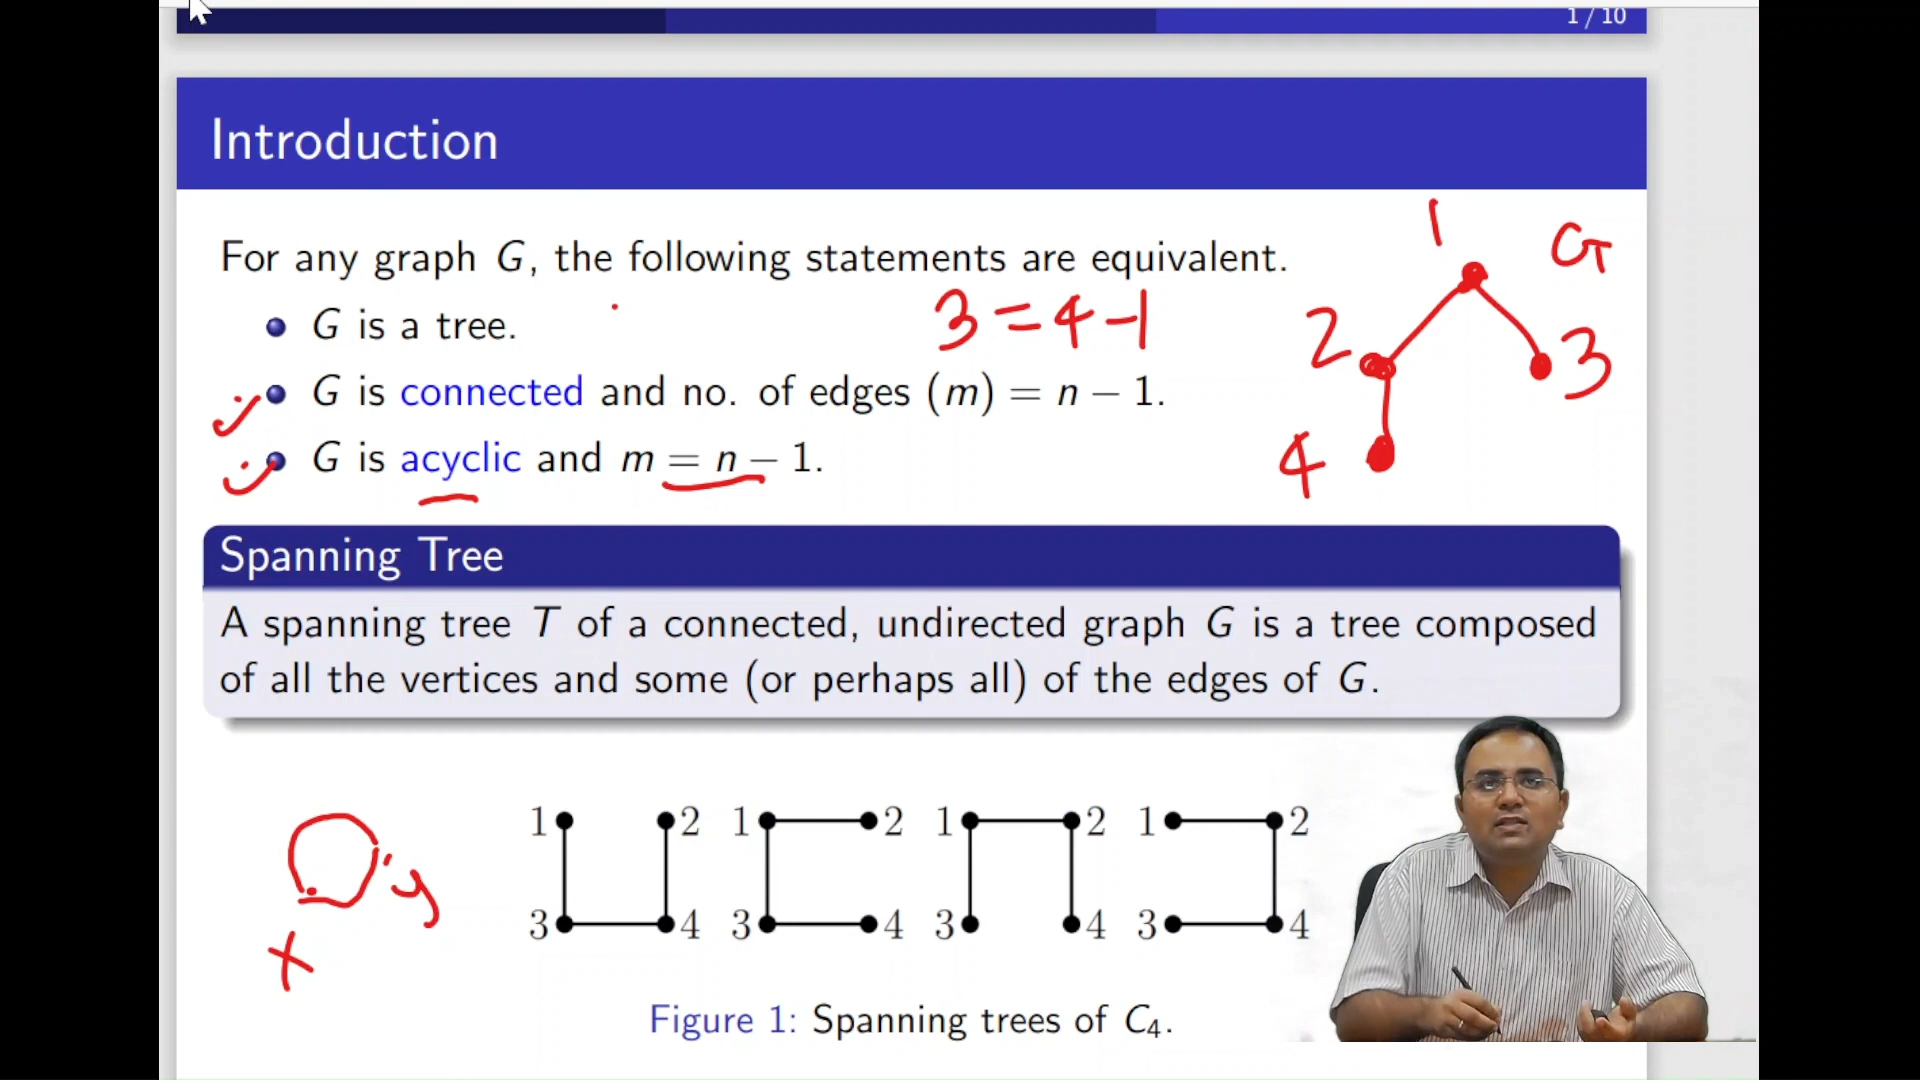 1 / 10
Introduction
For any graph G, the following statements are equivalent.
G is a tree.
3 = 4 - 1
G is connected and no. of edges (m) = n − 1.
G is acyclic and m = n − 1.
1
G
2
3
4
Spanning Tree
A spanning tree T of a connected, undirected graph G is a tree composed
of all the vertices and some (or perhaps all) of the edges of G.
x
y
1 2 1 2 1 2 1 2
3 4 3 4 3 4 3 4
Figure 1: Spanning trees of C₄.